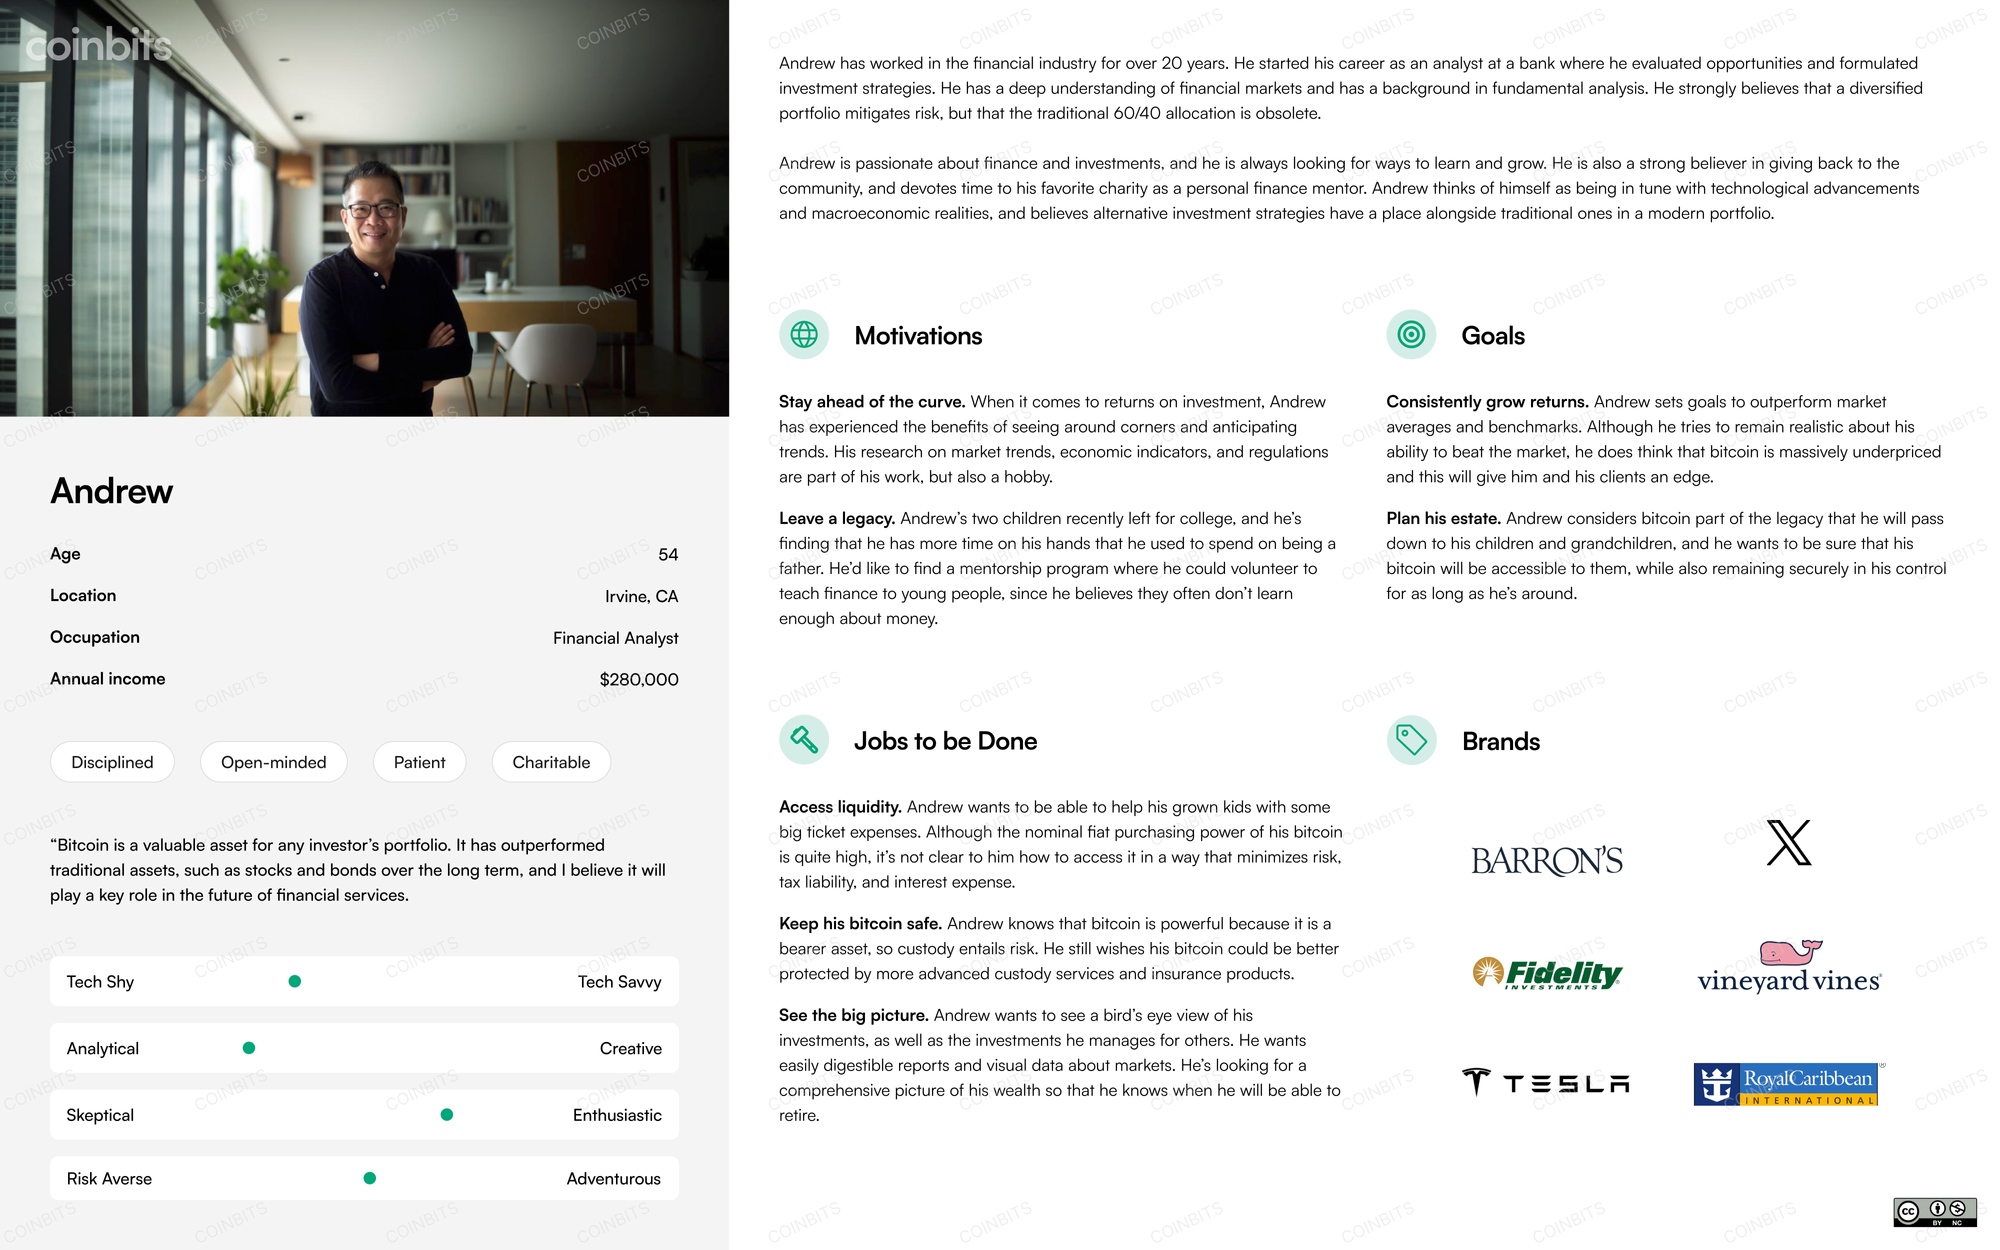 coinbits
Andrew
Age 54
Location Irvine, CA
Occupation Financial Analyst
Annual income $280,000
Disciplined Open-minded Patient Charitable
“Bitcoin is a valuable asset for any investor’s portfolio. It has outperformed
traditional assets, such as stocks and bonds over the long term, and I believe it will
play a key role in the future of financial services.
Tech Shy Tech Savvy
Analytical Creative
Skeptical Enthusiastic
Risk Averse Adventurous
Andrew has worked in the financial industry for over 20 years. He started his career as an analyst at a bank where he evaluated opportunities and formulated
investment strategies. He has a deep understanding of financial markets and has a background in fundamental analysis. He strongly believes that a diversified
portfolio mitigates risk, but that the traditional 60/40 allocation is obsolete.
Andrew is passionate about finance and investments, and he is always looking for ways to learn and grow. He is also a strong believer in giving back to the
community, and devotes time to his favorite charity as a personal finance mentor. Andrew thinks of himself as being in tune with technological advancements
and macroeconomic realities, and believes alternative investment strategies have a place alongside traditional ones in a modern portfolio.
Motivations
Stay ahead of the curve. When it comes to returns on investment, Andrew
has experienced the benefits of seeing around corners and anticipating
trends. His research on market trends, economic indicators, and regulations
are part of his work, but also a hobby.
Leave a legacy. Andrew’s two children recently left for college, and he’s
finding that he has more time on his hands that he used to spend on being a
father. He’d like to find a mentorship program where he could volunteer to
teach finance to young people, since he believes they often don’t learn
enough about money.
Goals
Consistently grow returns. Andrew sets goals to outperform market
averages and benchmarks. Although he tries to remain realistic about his
ability to beat the market, he does think that bitcoin is massively underpriced
and this will give him and his clients an edge.
Plan his estate. Andrew considers bitcoin part of the legacy that he will pass
down to his children and grandchildren, and he wants to be sure that his
bitcoin will be accessible to them, while also remaining securely in his control
for as long as he’s around.
Jobs to be Done
Access liquidity. Andrew wants to be able to help his grown kids with some
big ticket expenses. Although the nominal fiat purchasing power of his bitcoin
is quite high, it’s not clear to him how to access it in a way that minimizes risk,
tax liability, and interest expense.
Keep his bitcoin safe. Andrew knows that bitcoin is powerful because it is a
bearer asset, so custody entails risk. He still wishes his bitcoin could be better
protected by more advanced custody services and insurance products.
See the big picture. Andrew wants to see a bird’s eye view of his
investments, as well as the investments he manages for others. He wants
easily digestible reports and visual data about markets. He’s looking for a
comprehensive picture of his wealth so that he knows when he will be able to
retire.
Brands
BARRON’S X
Fidelity
INVESTMENTS
vineyard vines®
TESLA
RoyalCaribbean®
INTERNATIONAL
cc BY NC
COINBITS